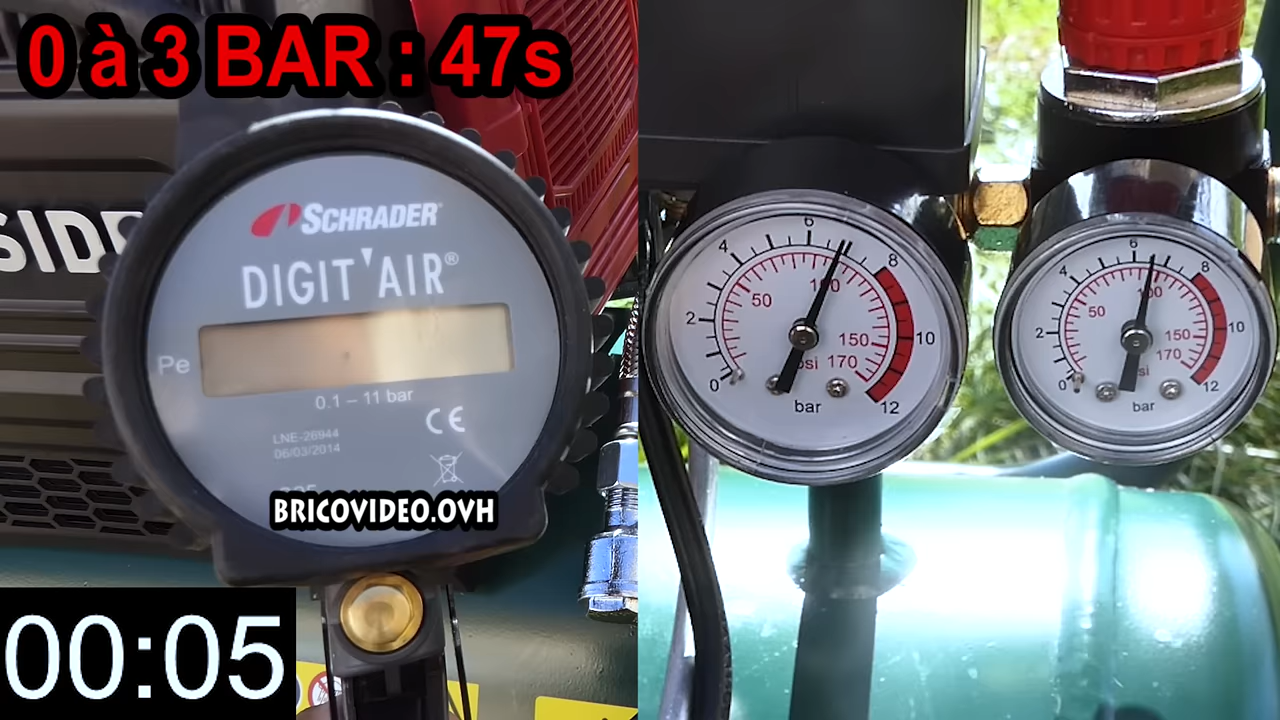 0 à 3 BAR : 47s
SIDE
SCHRADER®
DIGIT'AIR®
Pe
0.1 – 11 bar
LNE-26944
06/03/2014
BRICOVIDEO.OVH
00:05
0
2
4
6
8
10
12
50
100
150
170
psi
bar
0
2
4
6
8
10
12
50
100
150
170
psi
bar